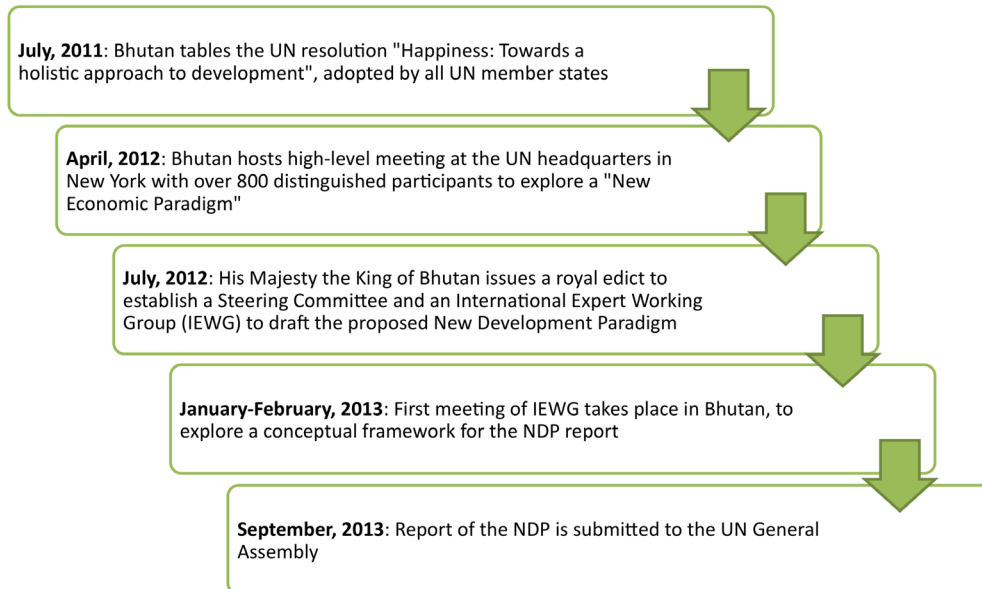 July, 2011: Bhutan tables the UN resolution "Happiness: Towards a
holistic approach to development", adopted by all UN member states
April, 2012: Bhutan hosts high-level meeting at the UN headquarters in
New York with over 800 distinguished participants to explore a "New
Economic Paradigm"
July, 2012: His Majesty the King of Bhutan issues a royal edict to
establish a Steering Committee and an International Expert Working
Group (IEWG) to draft the proposed New Development Paradigm
January-February, 2013: First meeting of IEWG takes place in Bhutan, to
explore a conceptual framework for the NDP report
September, 2013: Report of the NDP is submitted to the UN General
Assembly